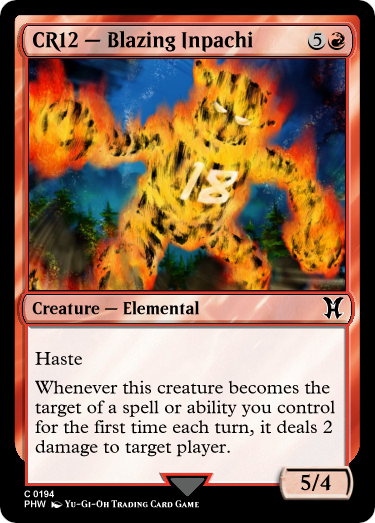 CR12 — Blazing Inpachi 5
18
Creature — Elemental
Haste
Whenever this creature becomes the
target of a spell or ability you control
for the first time each turn, it deals 2
damage to target player.
5/4
C 0194
PHW Yu-Gi-Oh Trading Card Game